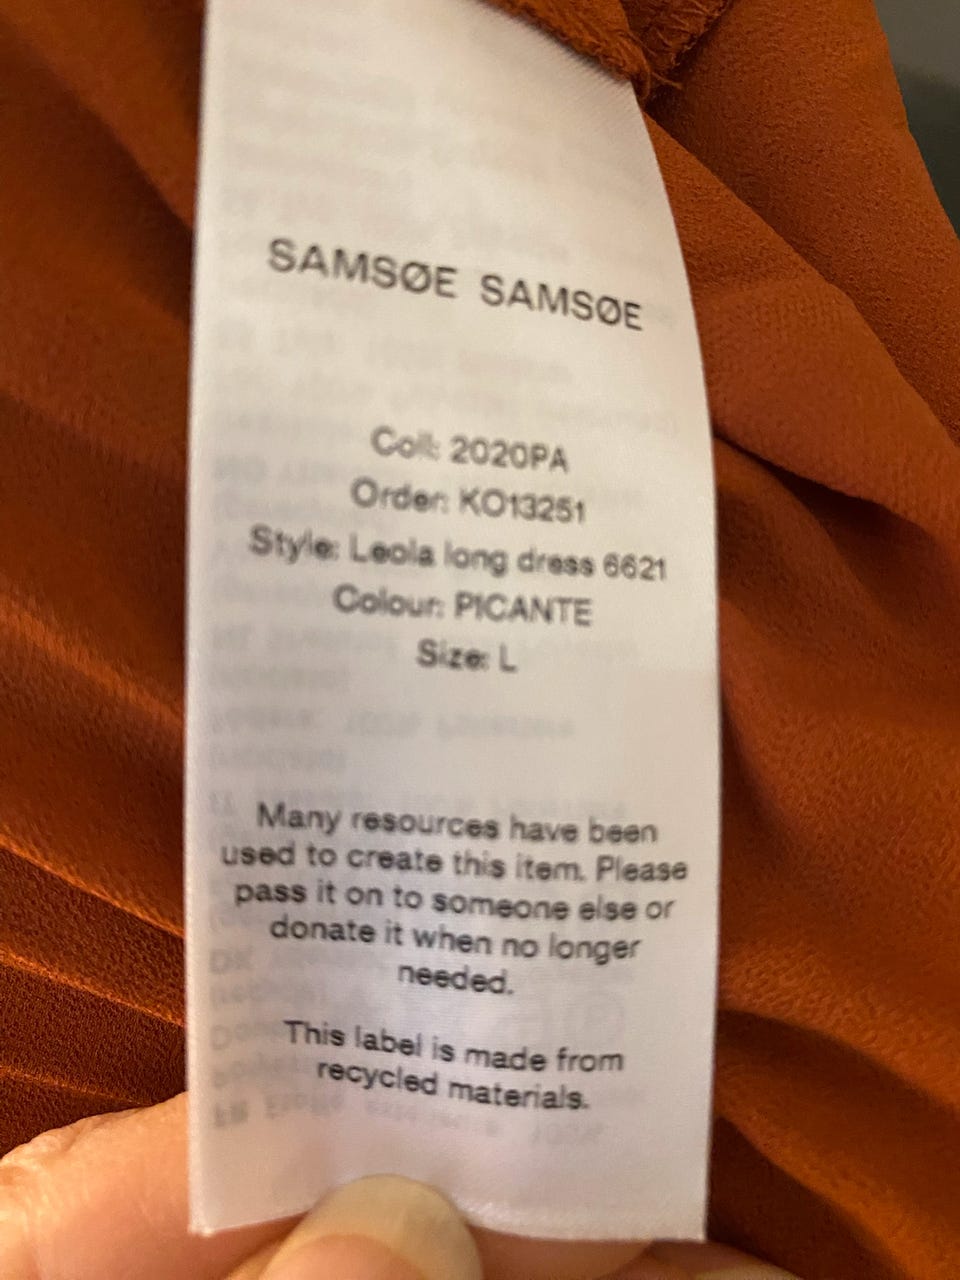 SAMSØE SAMSØE
Coll: 2020PA
Order: KO13251
Style: Leola long dress 6621
Colour: PICANTE
Size: L
Many resources have been
used to create this item. Please
pass it on to someone else or
donate it when no longer
needed.
This label is made from
recycled materials.